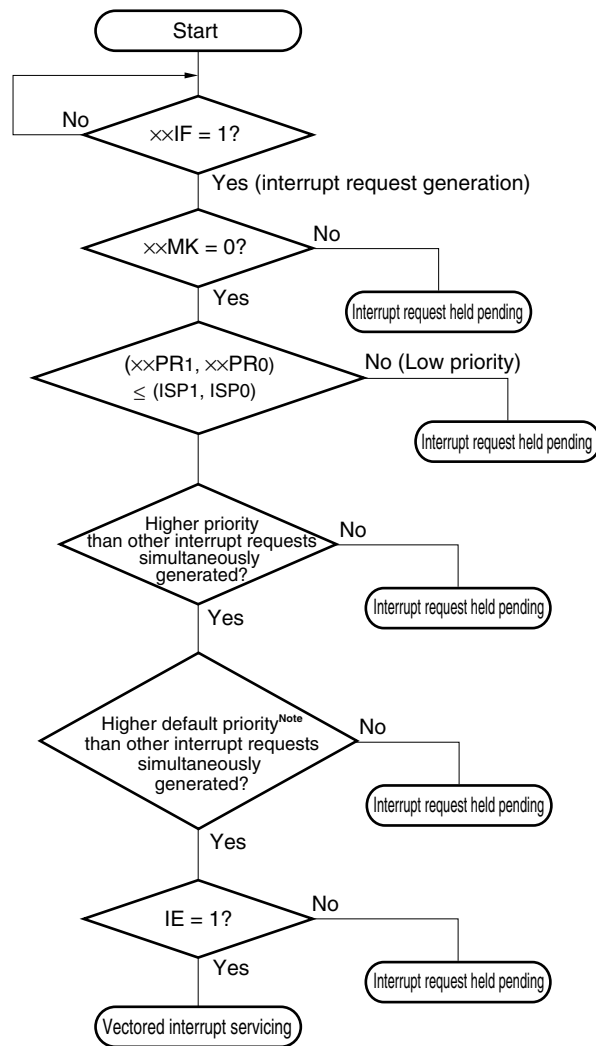 Start
No
××IF = 1?
Yes (interrupt request generation)
××MK = 0?
No
Yes
Interrupt request held pending
(××PR1, ××PR0)
≤ (ISP1, ISP0)
No (Low priority)
Interrupt request held pending
Higher priority
than other interrupt requests
simultaneously
generated?
No
Interrupt request held pending
Yes
Higher default priorityNote
than other interrupt requests
simultaneously
generated?
No
Interrupt request held pending
Yes
IE = 1?
No
Yes
Interrupt request held pending
Vectored interrupt servicing